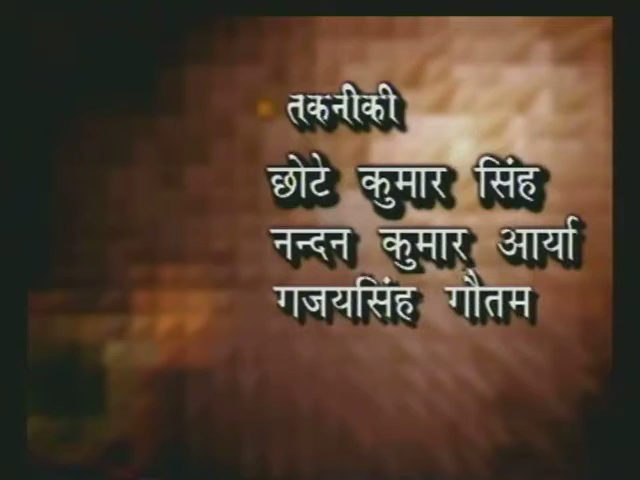 तकनीकी
छोटे कुमार सिंह
नन्दन कुमार आर्या
गजयसिंह गौतम